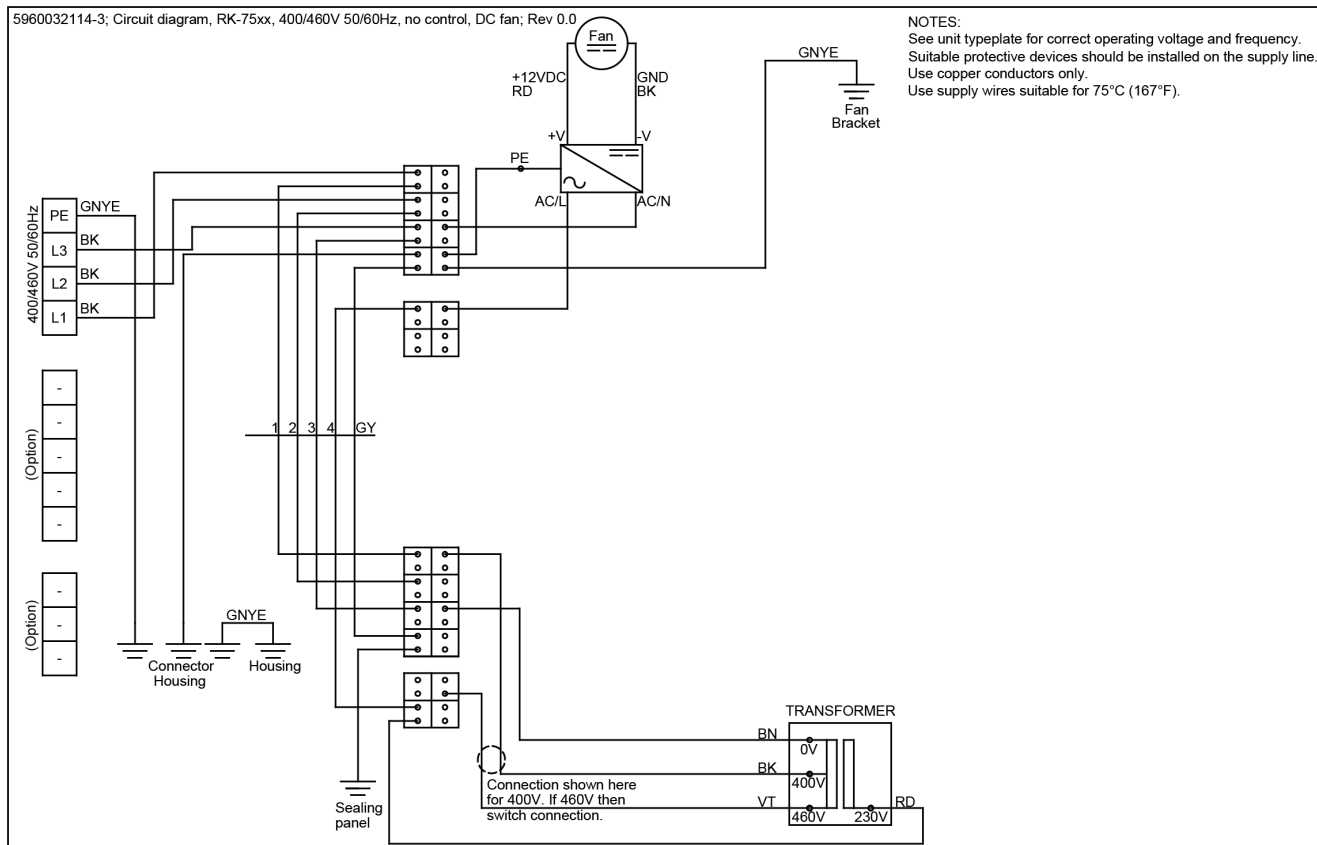 5960032114-3; Circuit diagram, RK-75xx, 400/460V 50/60Hz, no control, DC fan; Rev 0.0
NOTES:
See unit typeplate for correct operating voltage and frequency.
Suitable protective devices should be installed on the supply line.
Use copper conductors only.
Use supply wires suitable for 75°C (167°F).
Fan
+12VDC
RD
GND
BK
GNYE
Fan
Bracket
+V
-V
PE
AC/L
AC/N
400/460V 50/60Hz
PE
GNYE
L3
BK
L2
BK
L1
BK
(Option)
-
-
-
-
-
1 2 3 4 GY
(Option)
-
-
-
GNYE
Connector
Housing
Housing
Sealing
panel
Connection shown here
for 400V. If 460V then
switch connection.
TRANSFORMER
BN
0V
BK
400V
VT
460V
230V
RD